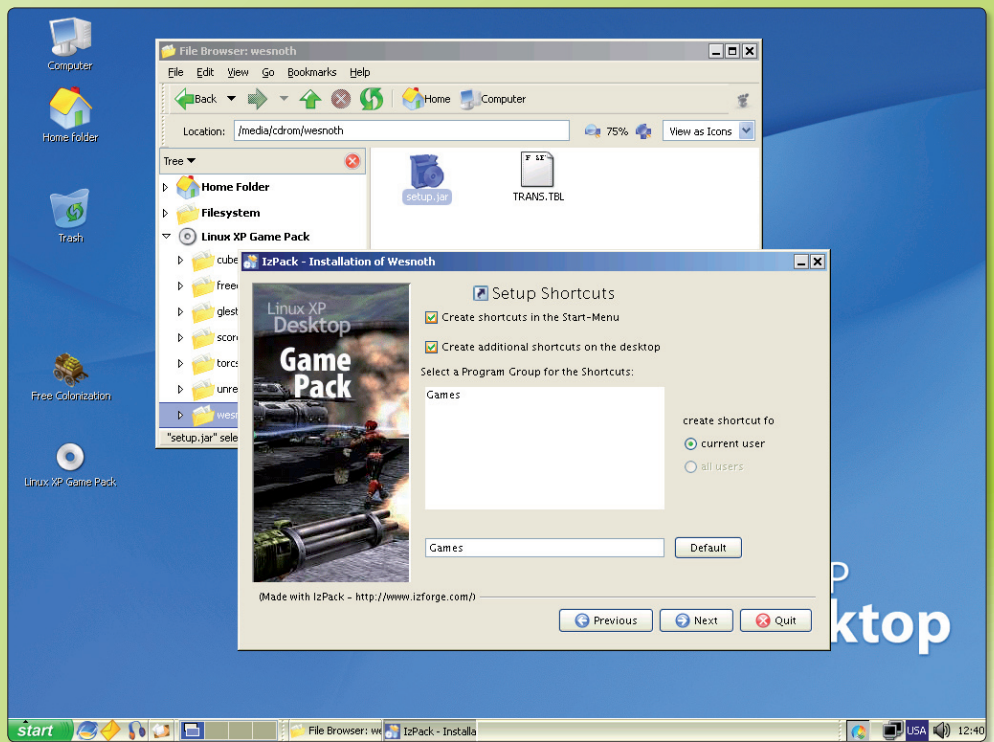 Computer
Home folder
Trash
Free Colonization
Linux XP Game Pack
File Browser: wesnoth
File Edit View Go Bookmarks Help
Back Home Computer
Location: /media/cdrom/wesnoth 75% View as Icons
Tree
Home Folder
Filesystem
Linux XP Game Pack
cube
free
glest
scor
torcs
unre
wesn
"setup.jar" sele
setup.jar
TRANS.TBL
IzPack - Installation of Wesnoth
Linux XP
Desktop
Game
Pack
Setup Shortcuts
Create shortcuts in the Start-Menu
Create additional shortcuts on the desktop
Select a Program Group for the Shortcuts:
Games
create shortcut fo
current user
all users
Games
Default
(Made with IzPack - http://www.izforge.com/)
Previous Next Quit
P
ktop
start
File Browser: we
IzPack - Installa
USA 12:40